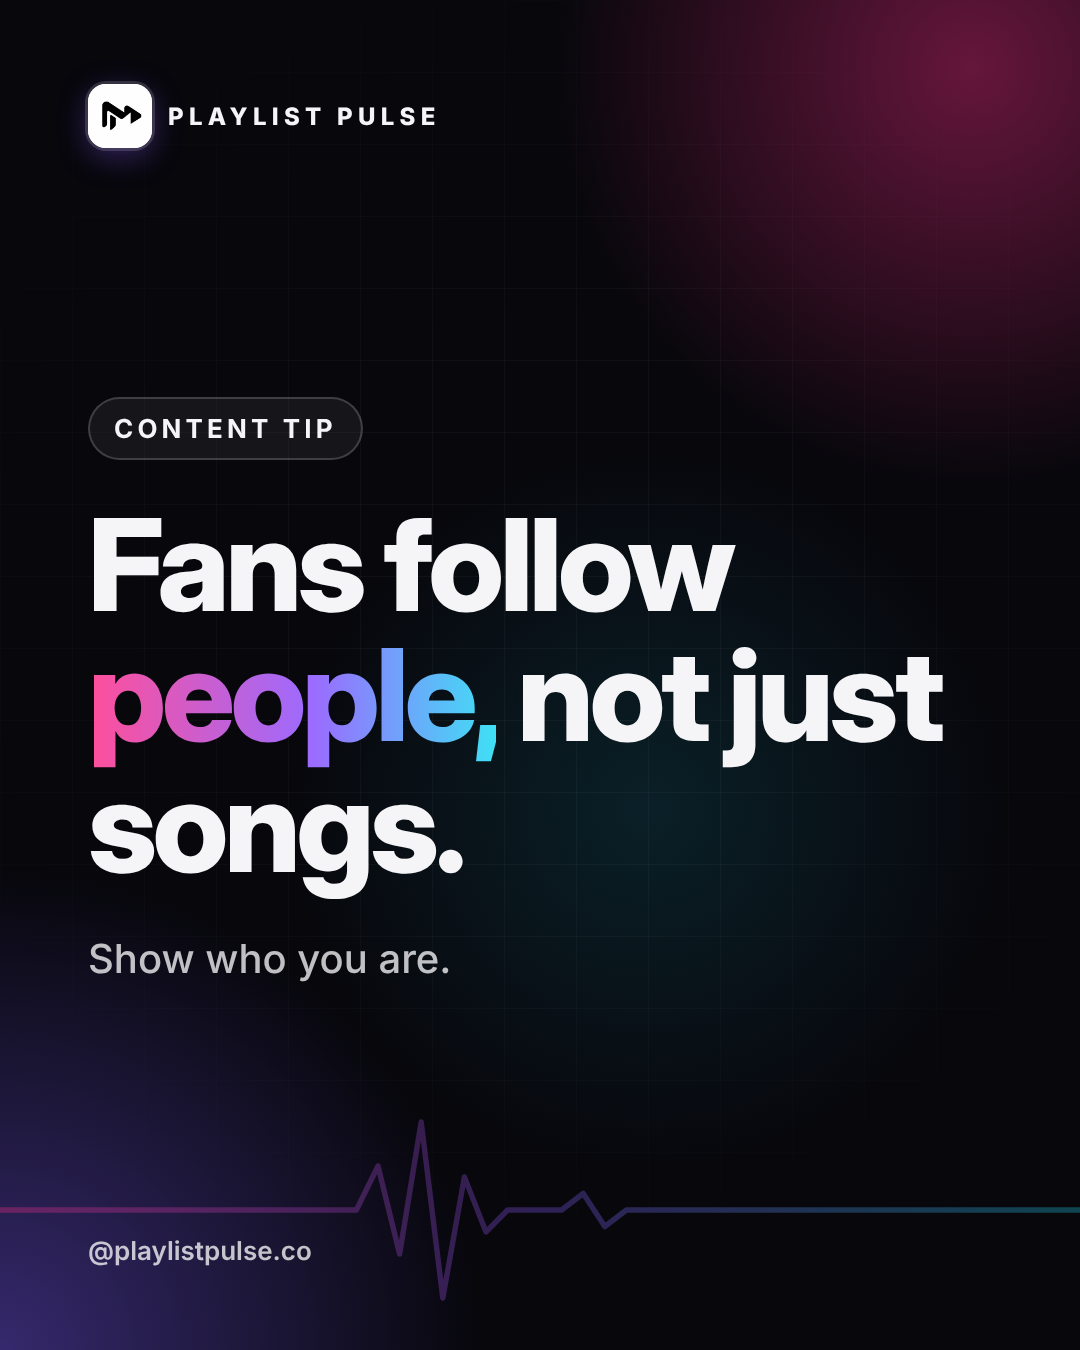 PLAYLIST PULSE
CONTENT TIP
Fans follow
people, not just
songs.
Show who you are.
@playlistpulse.co